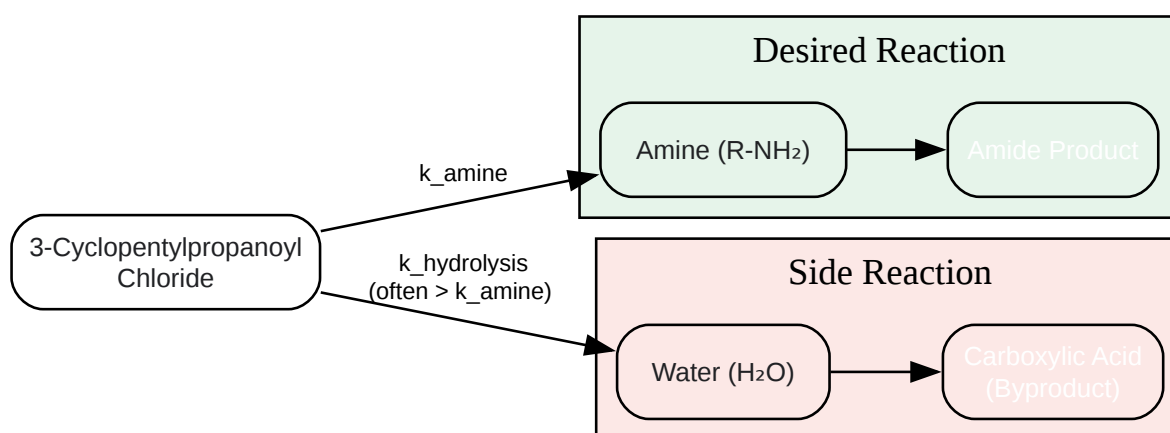 Desired Reaction
Amine (R-NH₂)
Amide Product
k_amine
3-Cyclopentylpropanoyl
Chloride
k_hydrolysis
(often > k_amine)
Side Reaction
Water (H₂O)
Carboxylic Acid
(Byproduct)